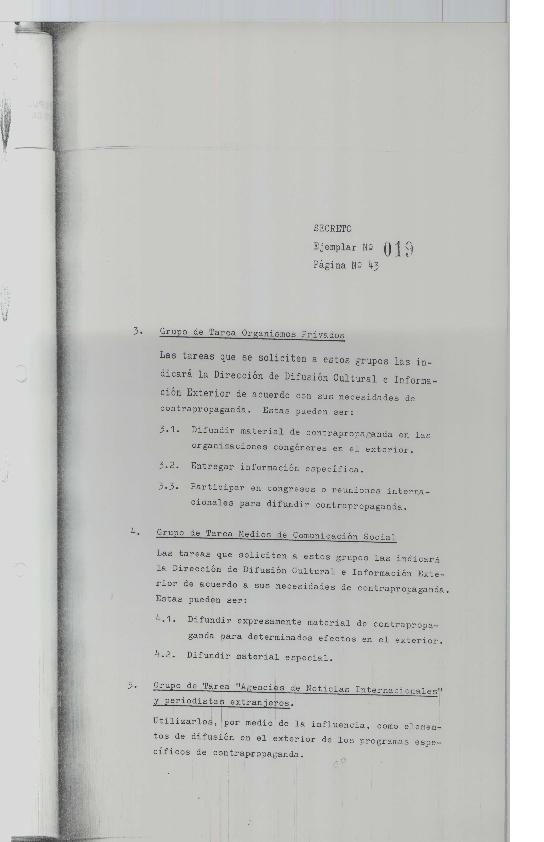 SECRETO
Ejemplar Nº 019
Página Nº 43
3. Grupo de Tarea Organismos Privados
Las tareas que se soliciten a estos grupos las in-
dicará la Dirección de Difusión Cultural e Informa-
ción Exterior de acuerdo con sus necesidades de
contrapropaganda. Estas pueden ser:
3.1. Difundir material de contrapropaganda en las
organizaciones congéneres en el exterior.
3.2. Entregar información específica.
3.3. Participar en congresos o reuniones interna-
cionales para difundir contrapropaganda.
4. Grupo de Tarea Medios de Comunicación Social
Las tareas que soliciten a estos grupos las indicará
la Dirección de Difusión Cultural e Información Exte-
rior de acuerdo a sus necesidades de contrapropaganda.
Estas pueden ser:
4.1. Difundir expresamente material de contrapropa-
ganda para determinados efectos en el exterior.
4.2. Difundir material especial.
5. Grupo de Tarea "Agencias de Noticias Internacionales"
y periodistas extranjeros.
Utilizarlos, por medio de la influencia, como elemen-
tos de difusión en el exterior de los programas espe-
cíficos de contrapropaganda.